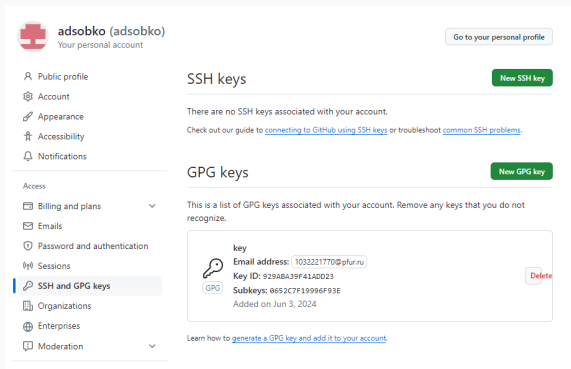 adsobko (adsobko)
Your personal account
Go to your personal profile
Public profile
Account
Appearance
Accessibility
Notifications
Access
Billing and plans
Emails
Password and authentication
Sessions
SSH and GPG keys
Organizations
Enterprises
Moderation
SSH keys
New SSH key
There are no SSH keys associated with your account.
Check out our guide to connecting to GitHub using SSH keys or troubleshoot common SSH problems.
GPG keys
New GPG key
This is a list of GPG keys associated with your account. Remove any keys that you do not
recognize.
key
Email address: 1032221770@pfur.ru
Key ID: 929ABA39F41ADD23
GPG
Subkeys: 0652C7F19996F93E
Added on Jun 3, 2024
Delete
Learn how to generate a GPG key and add it to your account.